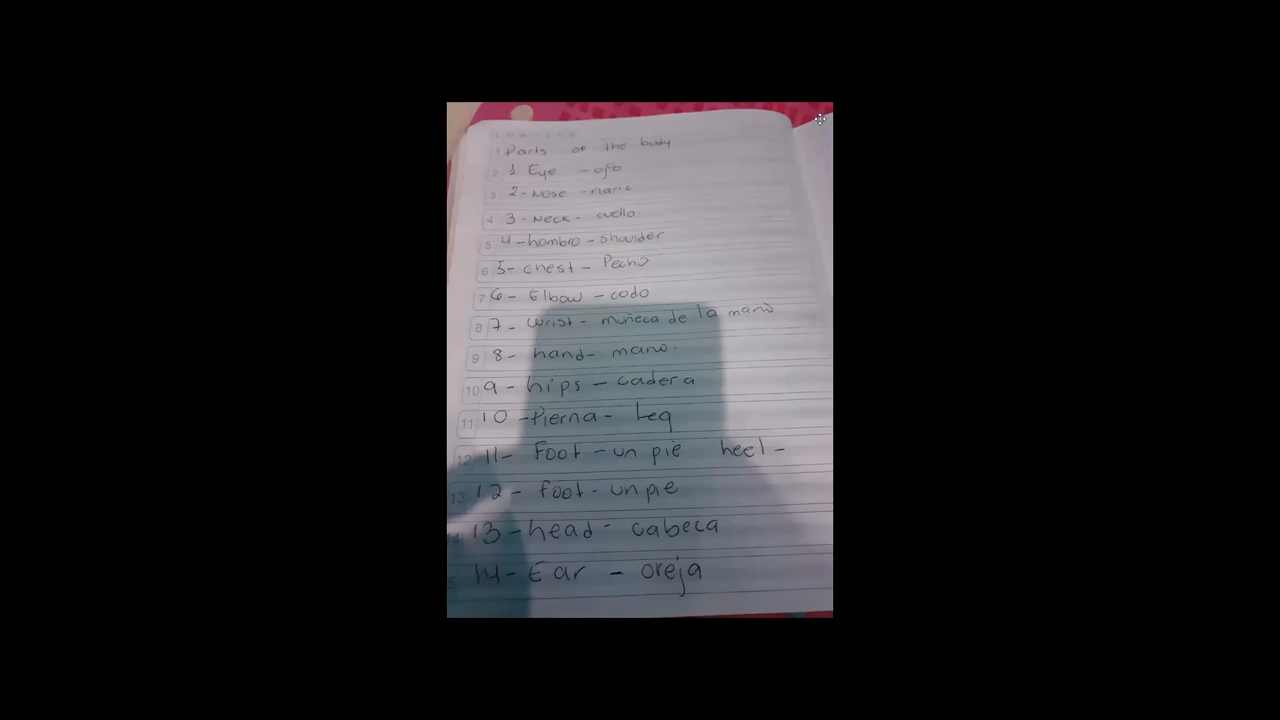 Parts of the body
1 Eye - ojo
2- Nose - nariz
3 - Neck - cuello.
4 - hombro - shoulder
5- chest - Pecho
6- Elbow - codo
7- wrist - muñeca de la mano
8- hand- mano.
9 - hips - cadera
10 - Pierna - Leg
11- Foot - un pie heel -
12- foot - un pie
13 - head - cabeca
14- Ear - oreja